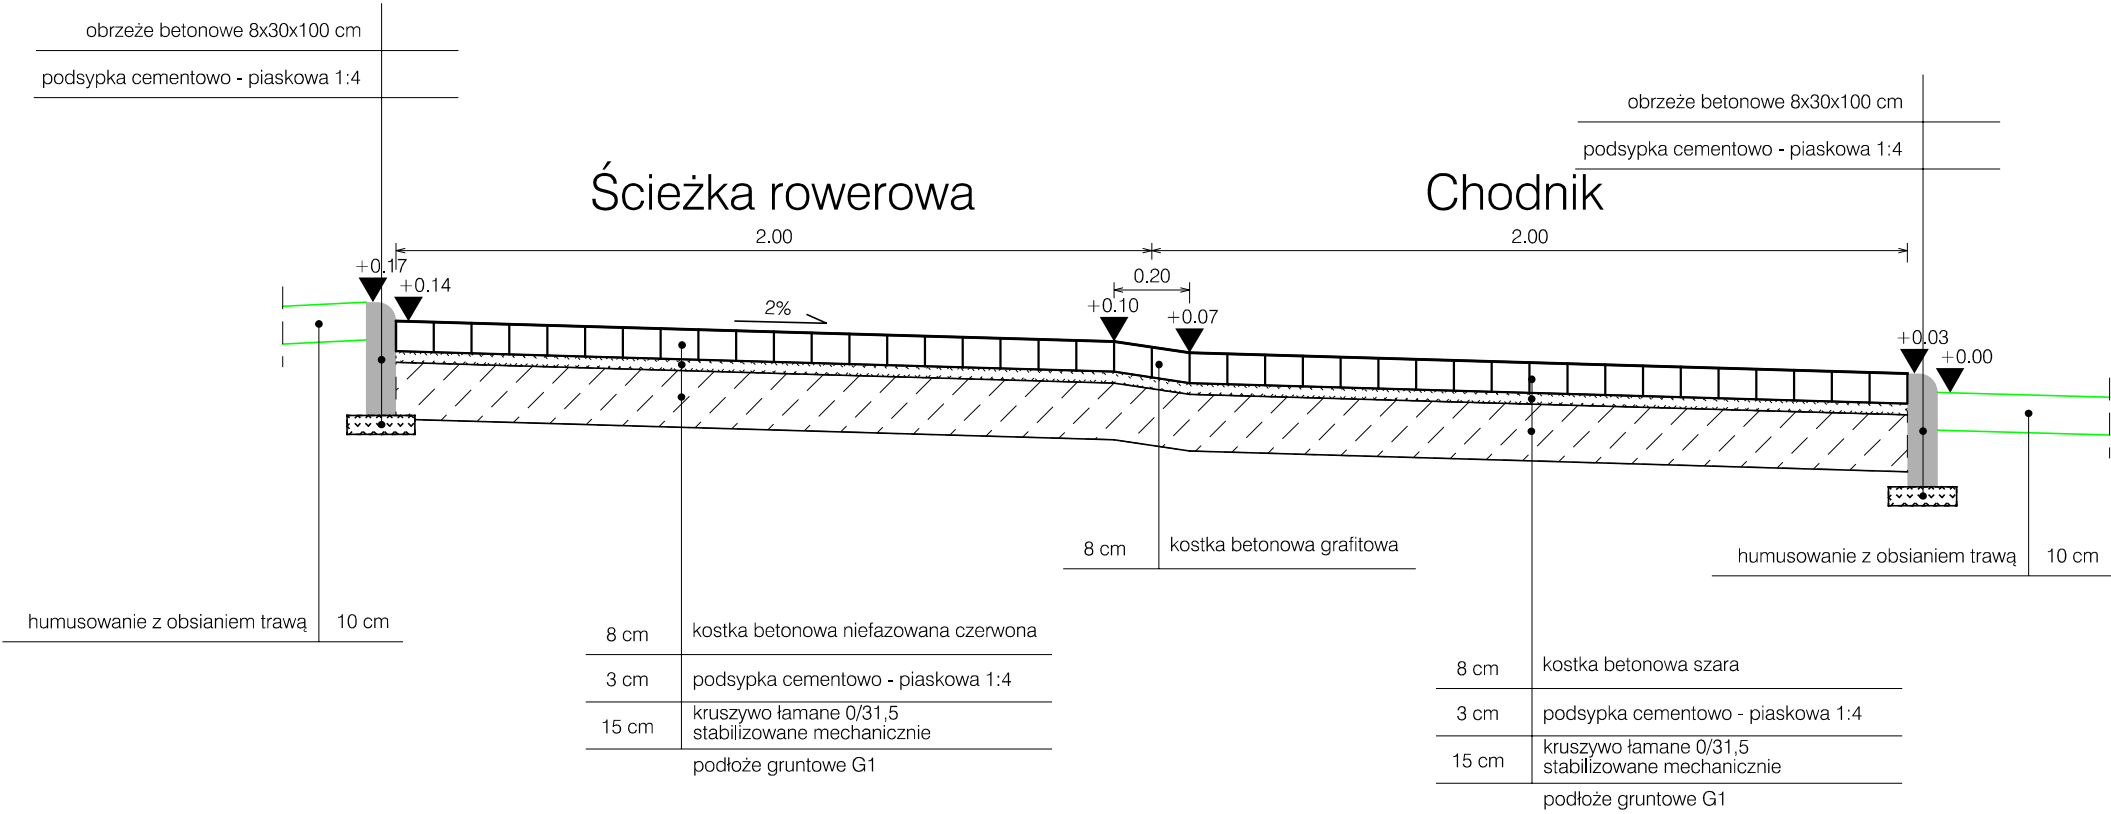 obrzeże betonowe 8x30x100 cm
podsypka cementowo - piaskowa 1:4
obrzeże betonowe 8x30x100 cm
podsypka cementowo - piaskowa 1:4
Ścieżka rowerowa
Chodnik
2.00
2.00
+0.17
+0.14
2%
0.20
+0.10
+0.07
+0.03
+0.00
8 cm kostka betonowa grafitowa
humusowanie z obsianiem trawą 10 cm
humusowanie z obsianiem trawą 10 cm
8 cm kostka betonowa niefazowana czerwona
3 cm podsypka cementowo - piaskowa 1:4
15 cm kruszywo łamane 0/31,5
stabilizowane mechanicznie
podłoże gruntowe G1
8 cm kostka betonowa szara
3 cm podsypka cementowo - piaskowa 1:4
15 cm kruszywo łamane 0/31,5
stabilizowane mechanicznie
podłoże gruntowe G1